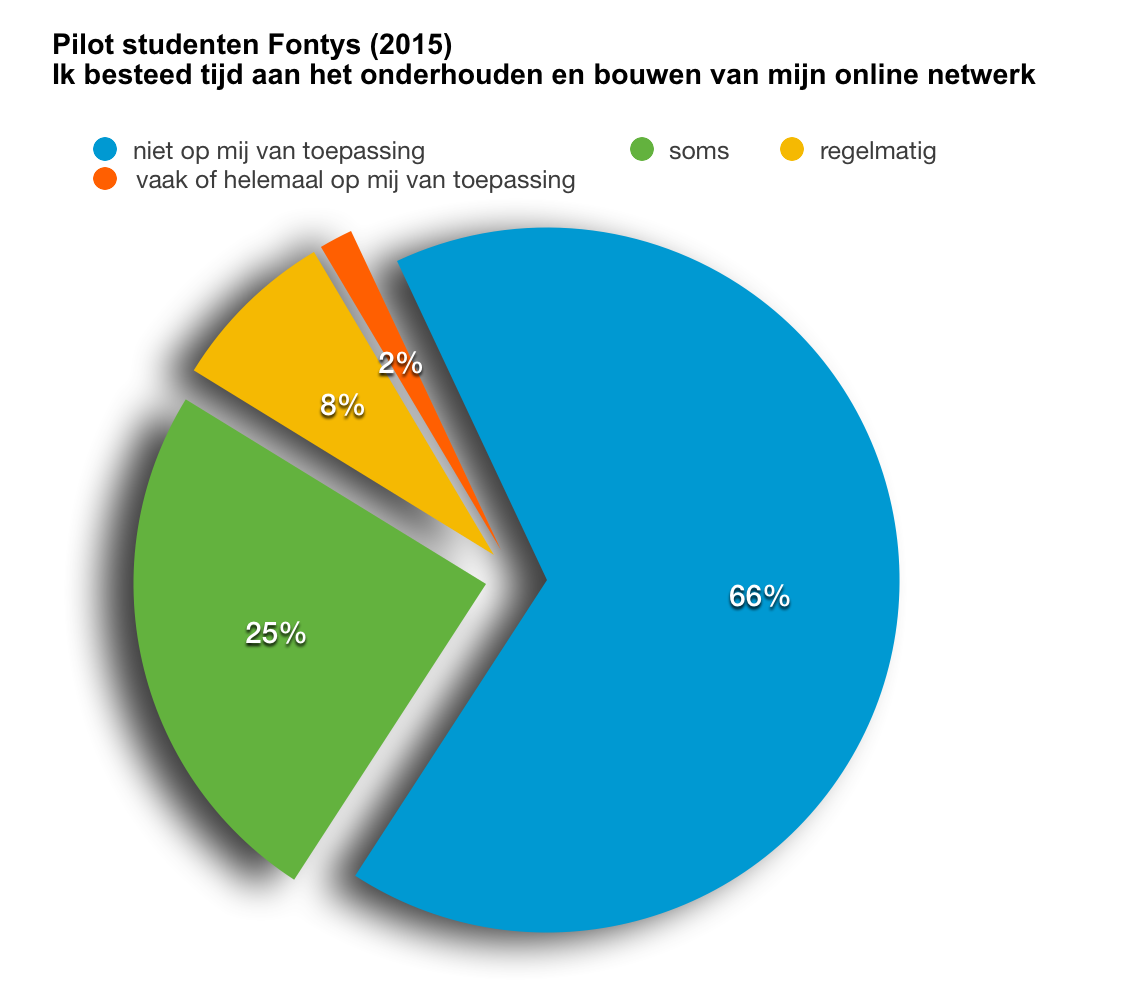 Pilot studenten Fontys (2015)
Ik besteed tijd aan het onderhouden en bouwen van mijn online netwerk
niet op mij van toepassing
soms
regelmatig
vaak of helemaal op mij van toepassing
2%
8%
66%
25%